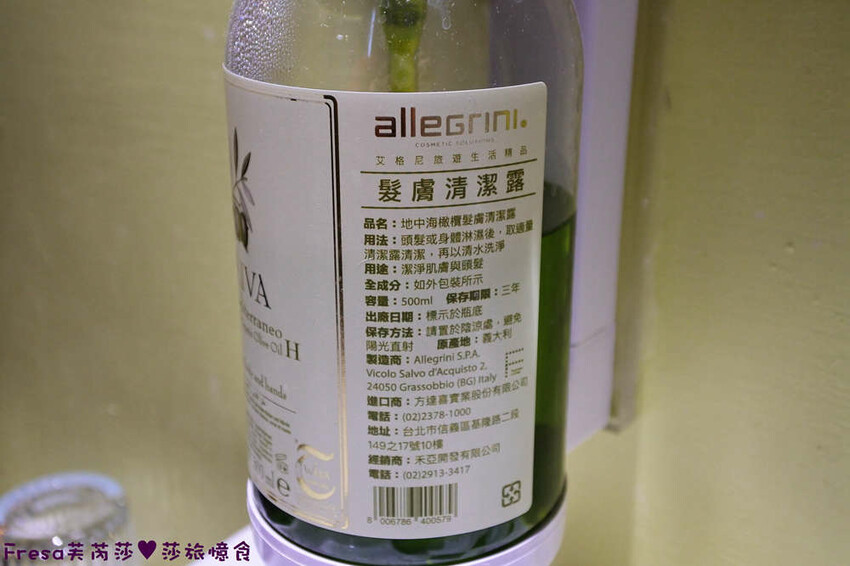 allegrini.
COSMETIC SOLUTIONS
艾格尼旅遊生活精品
髮膚清潔露
品名：地中海橄欖髮膚清潔露
用法：頭髮或身體淋濕後，取適量
清潔露清潔，再以清水洗淨
用途：潔淨肌膚與頭髮
全成分：如外包裝所示
容量：500ml 保存期限：三年
出廠日期：標示於瓶底
保存方法：請置於陰涼處，避免
陽光直射 原產地：義大利
製造商：Allegrini S.P.A.
Vicolo Salvo d'Acquisto 2,
24050 Grassobbio (BG) Italy
進口商：方達喜實業股份有限公司
電話：(02)2378-1000
地址：台北市信義區基隆路二段
149之17號10樓
經銷商：禾亞開發有限公司
電話：(02)2913-3417
8 006786 400579
IVA
Olive Oil H
and hands
e
Fresa芙芮莎♥莎旅憶食